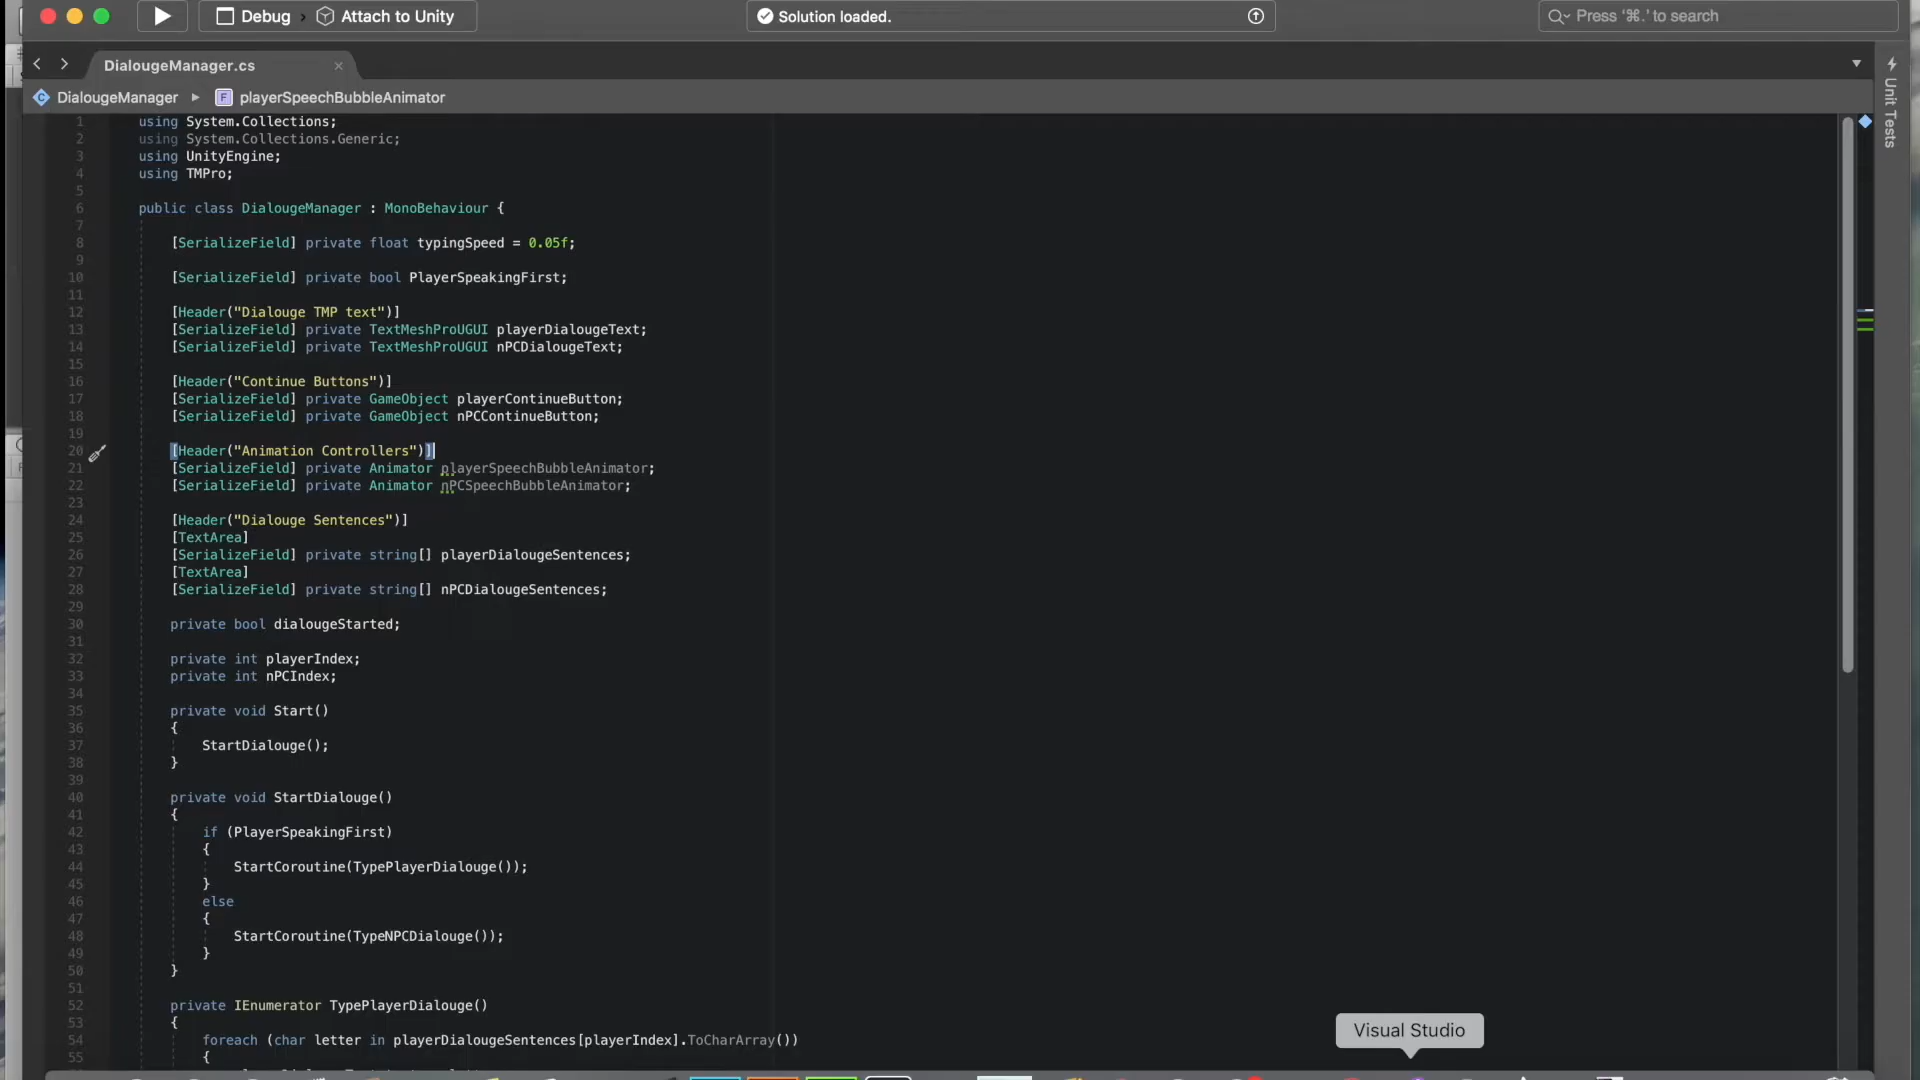 Debug › Attach to Unity
Solution loaded.
Press '⌘.' to search
DialougeManager.cs
DialougeManager ▸ F playerSpeechBubbleAnimator
Unit Tests
1 using System.Collections;
2 using System.Collections.Generic;
3 using UnityEngine;
4 using TMPro;
5
6 public class DialougeManager : MonoBehaviour {
7
8 [SerializeField] private float typingSpeed = 0.05f;
9
10 [SerializeField] private bool PlayerSpeakingFirst;
11
12 [Header("Dialouge TMP text")]
13 [SerializeField] private TextMeshProUGUI playerDialougeText;
14 [SerializeField] private TextMeshProUGUI nPCDialougeText;
15
16 [Header("Continue Buttons")]
17 [SerializeField] private GameObject playerContinueButton;
18 [SerializeField] private GameObject nPCContinueButton;
19
20 [Header("Animation Controllers")]
21 [SerializeField] private Animator playerSpeechBubbleAnimator;
22 [SerializeField] private Animator nPCSpeechBubbleAnimator;
23
24 [Header("Dialouge Sentences")]
25 [TextArea]
26 [SerializeField] private string[] playerDialougeSentences;
27 [TextArea]
28 [SerializeField] private string[] nPCDialougeSentences;
29
30 private bool dialougeStarted;
31
32 private int playerIndex;
33 private int nPCIndex;
34
35 private void Start()
36 {
37 StartDialouge();
38 }
39
40 private void StartDialouge()
41 {
42 if (PlayerSpeakingFirst)
43 {
44 StartCoroutine(TypePlayerDialouge());
45 }
46 else
47 {
48 StartCoroutine(TypeNPCDialouge());
49 }
50 }
51
52 private IEnumerator TypePlayerDialouge()
53 {
54 foreach (char letter in playerDialougeSentences[playerIndex].ToCharArray())
55 {
Visual Studio